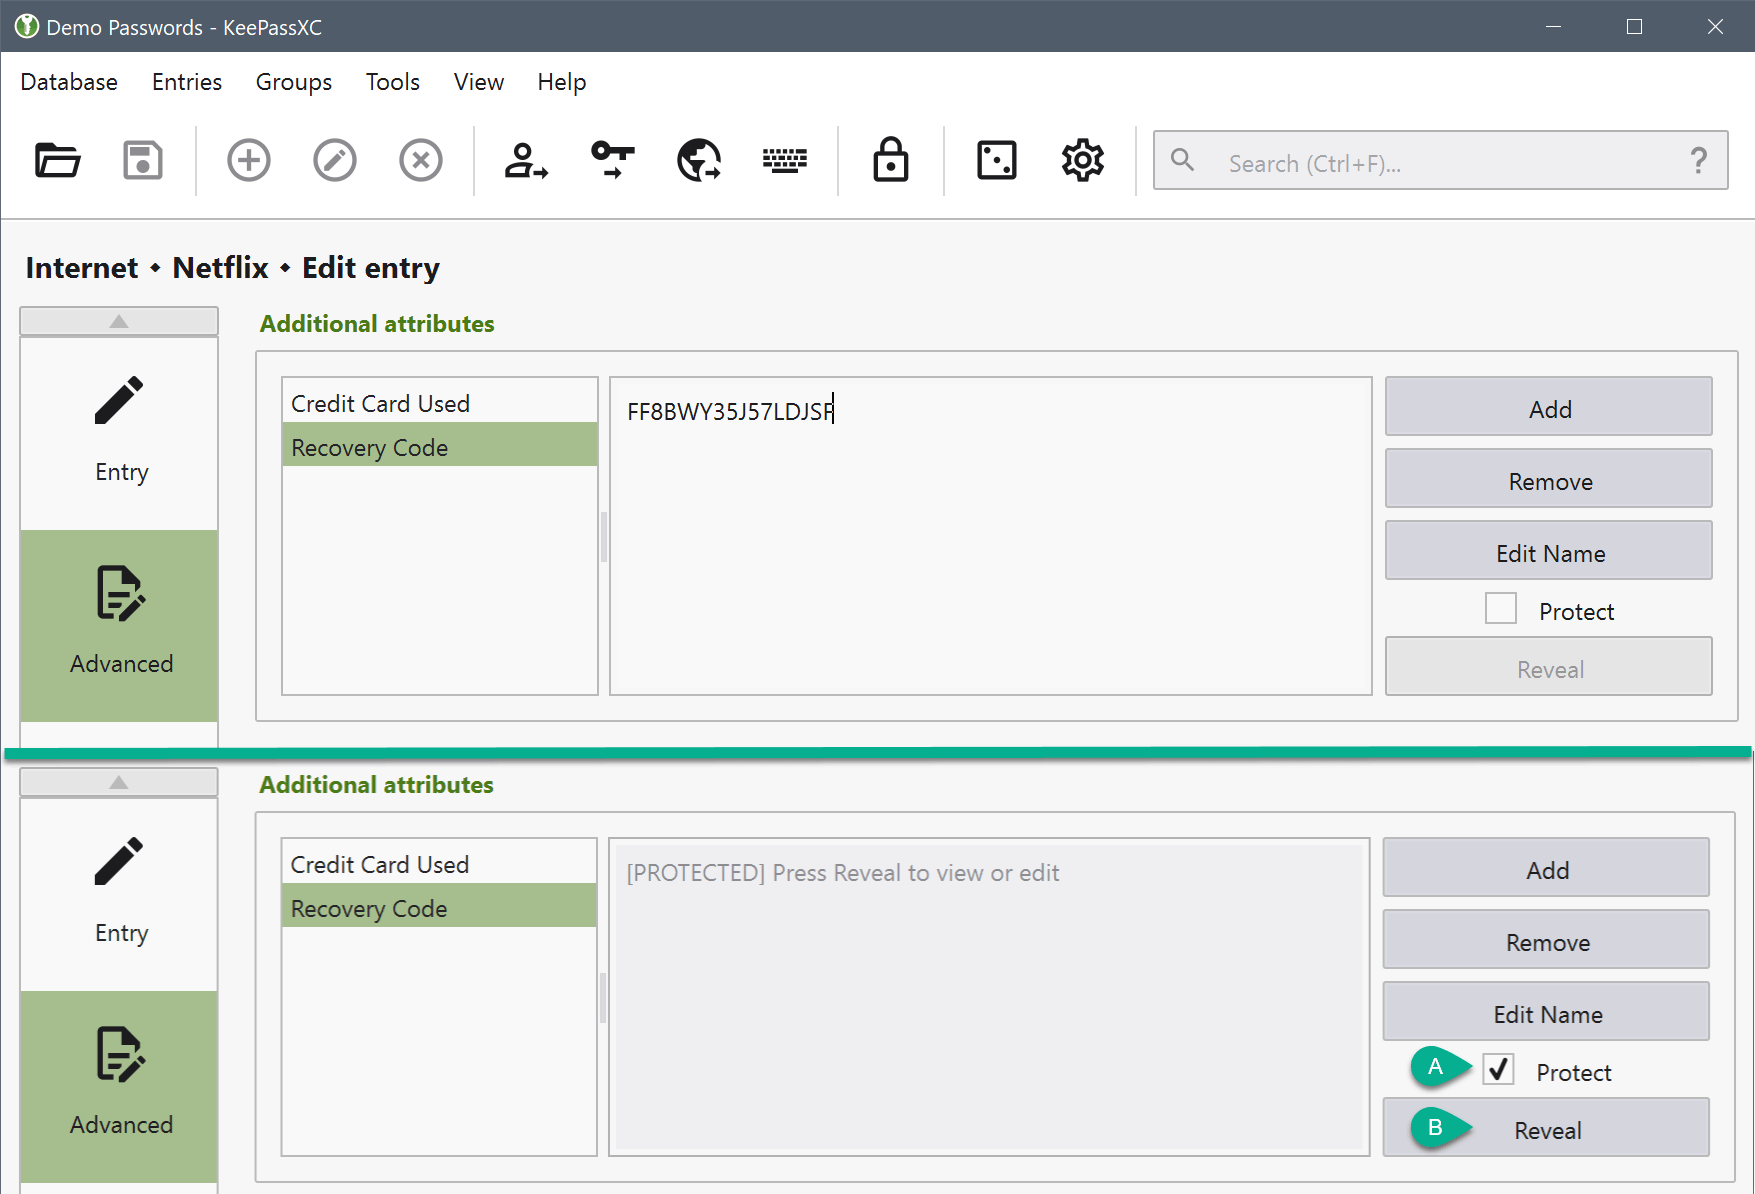 Demo Passwords - KeePassXC
Database Entries Groups Tools View Help
Search (Ctrl+F)... ?
Internet • Netflix • Edit entry
Additional attributes
Entry
Advanced
Credit Card Used
Recovery Code
FF8BWY35J57LDJSF
Add
Remove
Edit Name
Protect
Reveal
Additional attributes
Entry
Advanced
Credit Card Used
Recovery Code
[PROTECTED] Press Reveal to view or edit
Add
Remove
Edit Name
A Protect
B Reveal